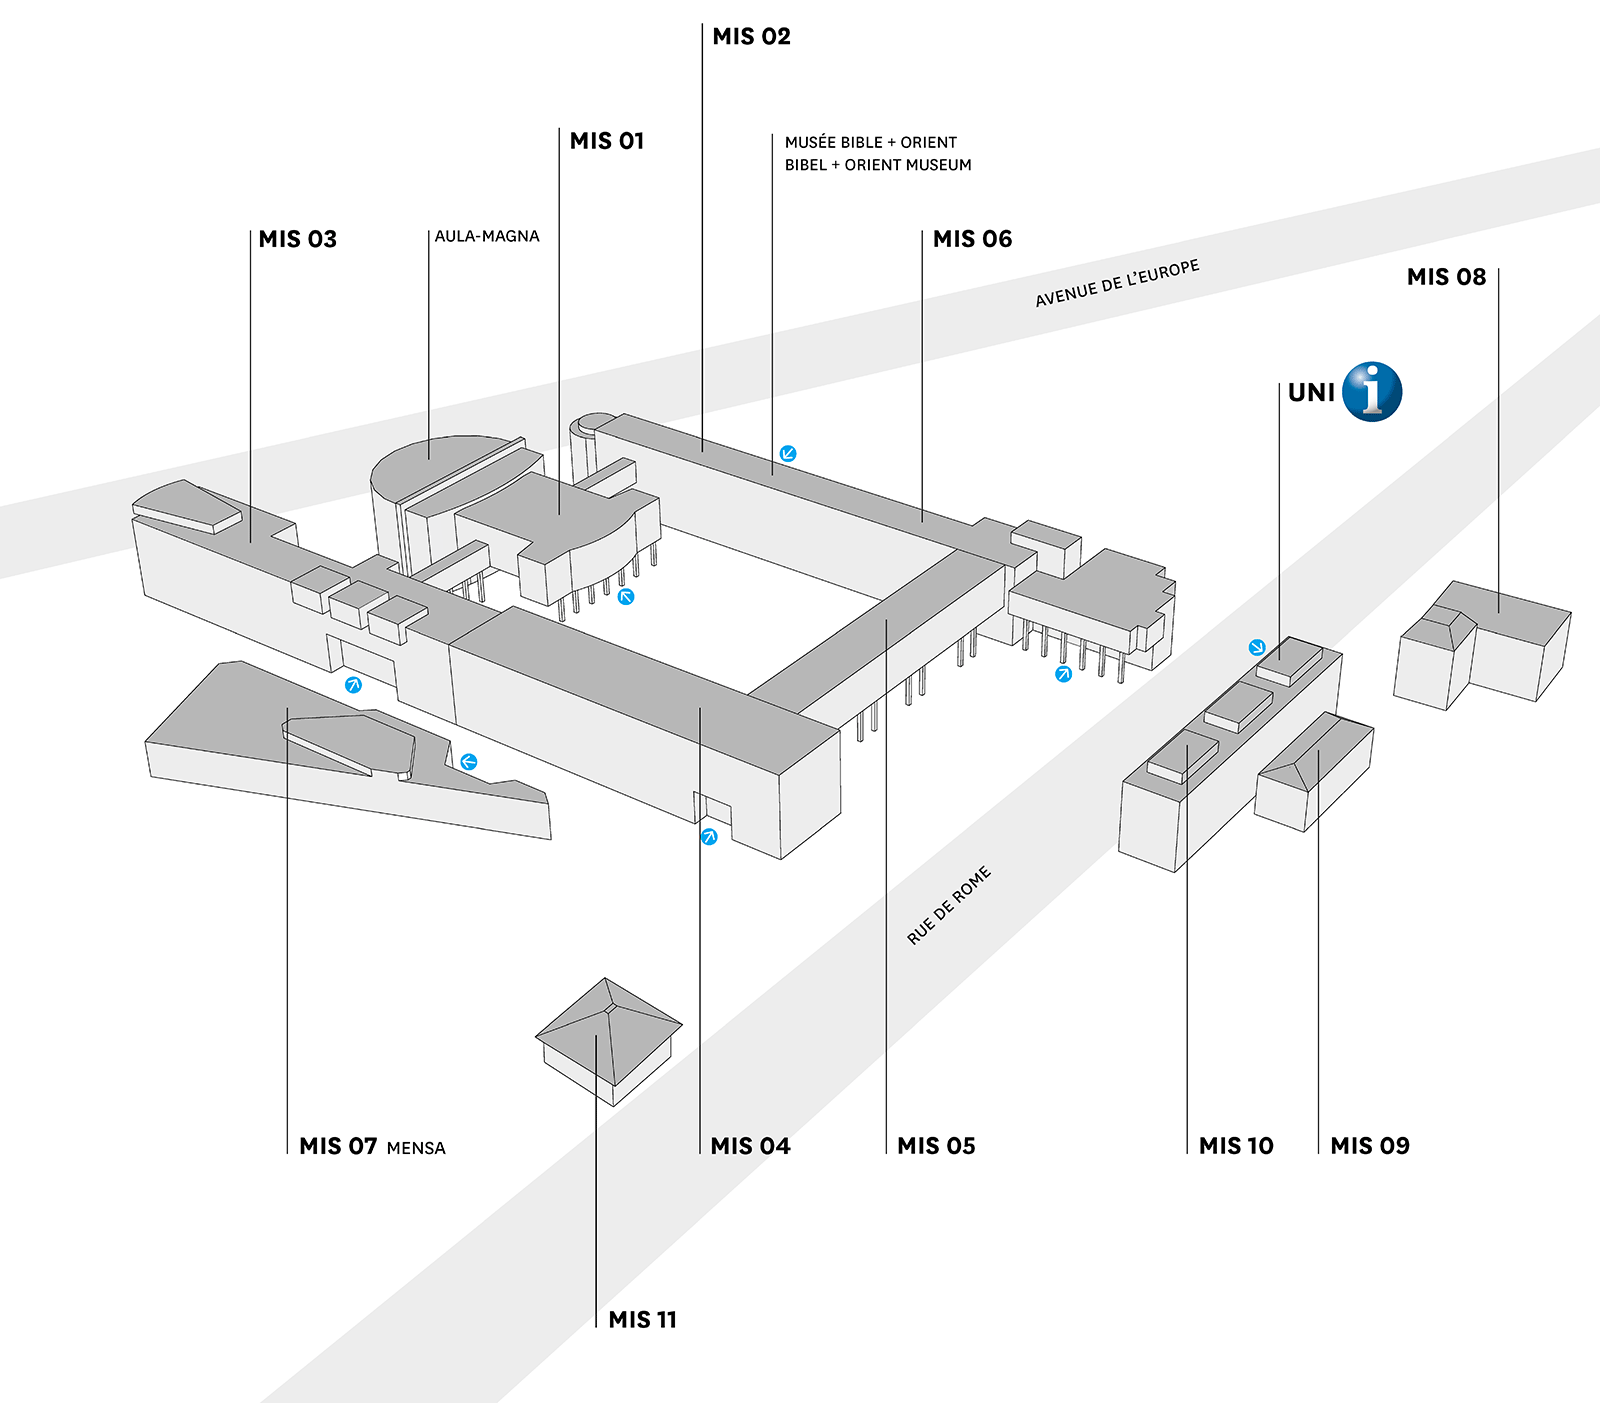 MIS 02
MIS 01
MUSÉE BIBLE + ORIENT
BIBEL + ORIENT MUSEUM
MIS 03
AULA-MAGNA
MIS 06
AVENUE DE L'EUROPE
MIS 08
UNI i
RUE DE ROME
MIS 07 MENSA
MIS 04
MIS 05
MIS 10
MIS 09
MIS 11